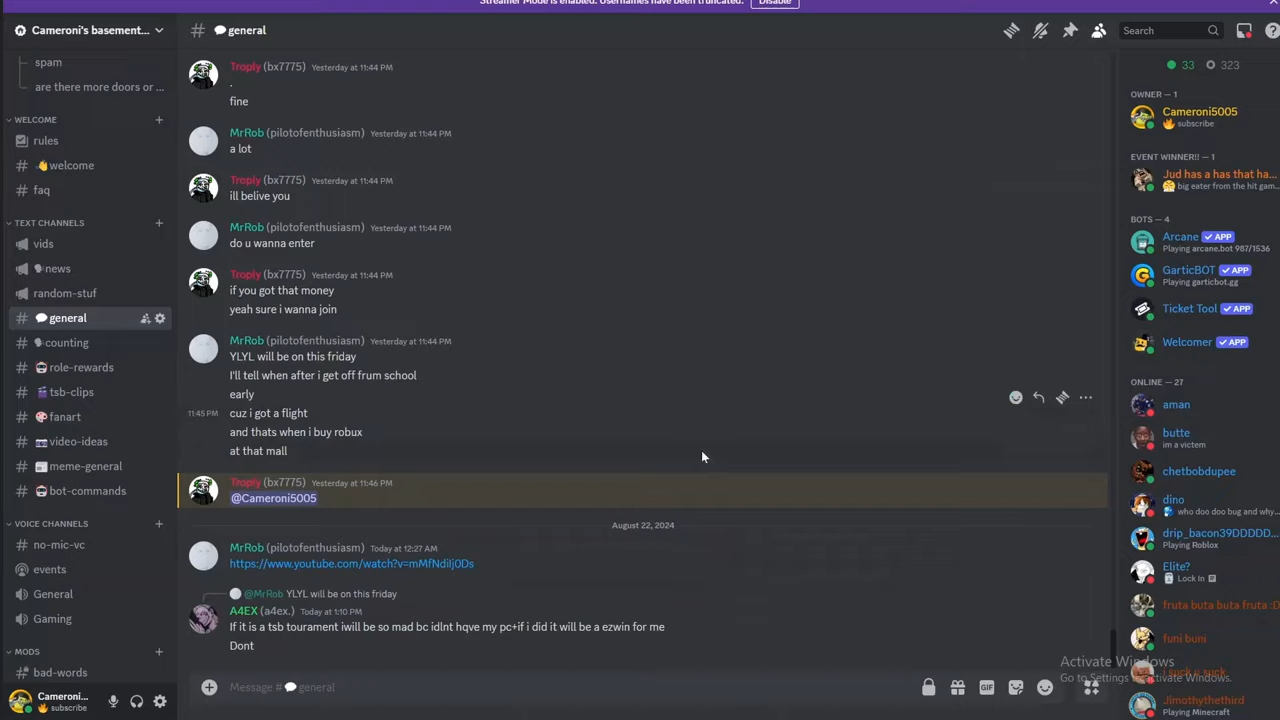 Streamer Mode is enabled. Usernames have been truncated. Disable
Cameroni's basement...
spam
are there more doors or ...
WELCOME
rules
welcome
faq
TEXT CHANNELS
vids
news
random-stuf
general
counting
role-rewards
tsb-clips
fanart
video-ideas
meme-general
bot-commands
VOICE CHANNELS
no-mic-vc
events
General
Gaming
MODS
bad-words
Cameroni...
subscribe
# general
Troply (bx7775) Yesterday at 11:44 PM
.
fine
MrRob (pilotofenthusiasm) Yesterday at 11:44 PM
a lot
Troply (bx7775) Yesterday at 11:44 PM
ill belive you
MrRob (pilotofenthusiasm) Yesterday at 11:44 PM
do u wanna enter
Troply (bx7775) Yesterday at 11:44 PM
if you got that money
yeah sure i wanna join
MrRob (pilotofenthusiasm) Yesterday at 11:44 PM
YLYL will be on this friday
I'll tell when after i get off frum school
early
11:45 PM cuz i got a flight
and thats when i buy robux
at that mall
Troply (bx7775) Yesterday at 11:46 PM
@Cameroni5005
August 22, 2024
MrRob (pilotofenthusiasm) Today at 12:27 AM
https://www.youtube.com/watch?v=mMfNdiIj0Ds
@MrRob YLYL will be on this friday
A4EX (a4ex.) Today at 1:10 PM
If it is a tsb tourament iwill be so mad bc idlnt hqve my pc+if i did it will be a ezwin for me
Dont
Message # general
GIF
Search
33 323
OWNER — 1
Cameroni5005
subscribe
EVENT WINNER!! — 1
Jud has a has that ha...
big eater from the hit gam...
BOTS — 4
Arcane APP
Playing arcane.bot 987/1536
GarticBOT APP
Playing garticbot.gg
Ticket Tool APP
Welcomer APP
ONLINE — 27
aman
butte
im a victem
chetbobdupee
dino
who doo doo bug and why...
drip_bacon39DDDDD...
Playing Roblox
Elite?
Lock In
fruta buta buta fruta :D
funi buni
i suck u suck
Jimothythethird
Playing Minecraft
Activate Windows
Go to Settings to activate Windows.